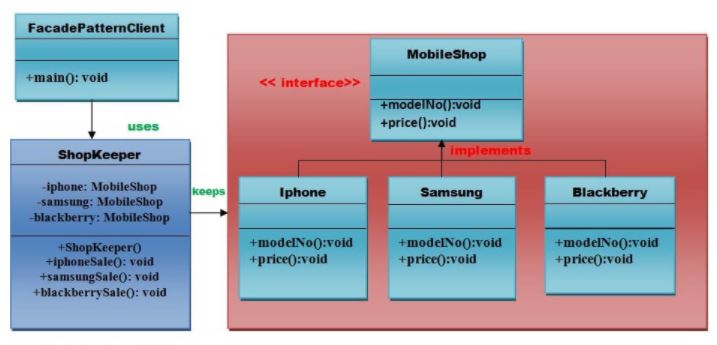 FacadePatternClient
+main(): void
uses
ShopKeeper
-iphone: MobileShop
-samsung: MobileShop
-blackberry: MobileShop
+ShopKeeper()
+iphoneSale(): void
+samsungSale(): void
+blackberrySale(): void
keeps
MobileShop
<< interface>>
+modelNo():void
+price():void
implements
Iphone
+modelNo():void
+price():void
Samsung
+modelNo():void
+price():void
Blackberry
+modelNo():void
+price():void